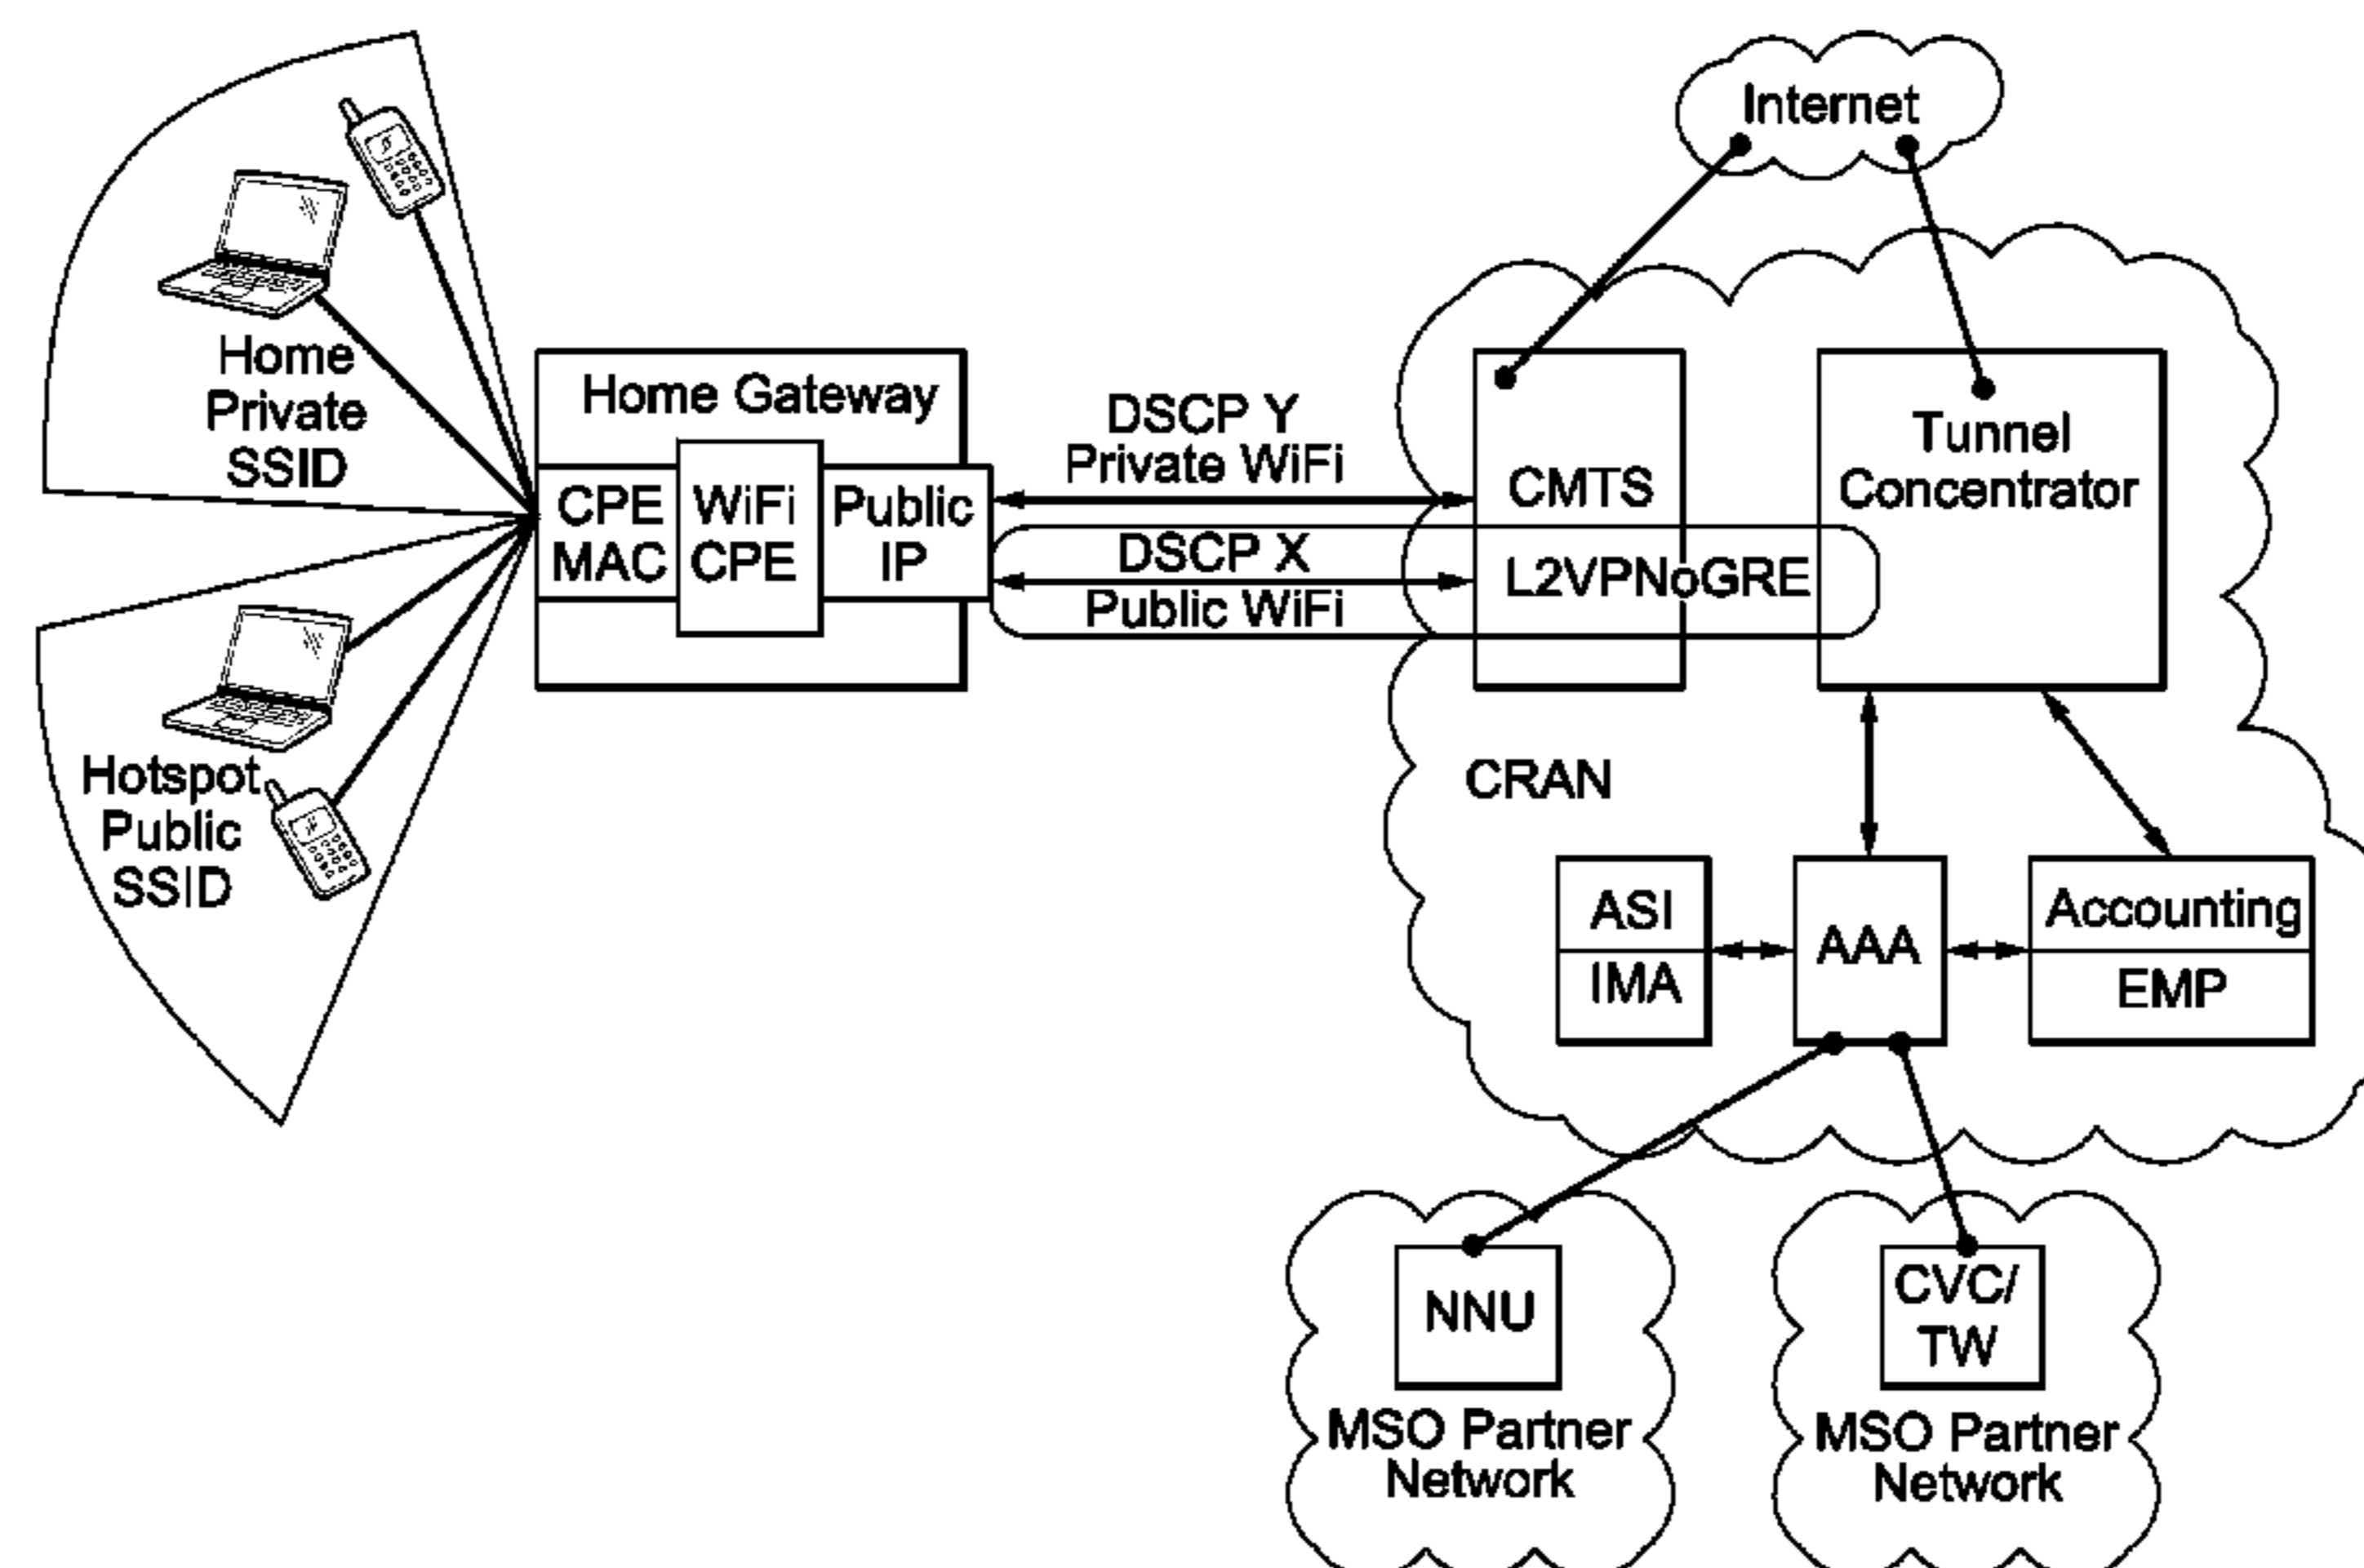 Internet
Home
Private
SSID
Home Gateway
CPE
MAC
WiFi
CPE
Public
IP
DSCP Y
Private WiFi
DSCP X
Public WiFi
CMTS
L2VPNoGRE
Tunnel
Concentrator
Hotspot
Public
SSID
CRAN
ASI
IMA
AAA
Accounting
EMP
NNU
MSO Partner
Network
CVC/
TW
MSO Partner
Network